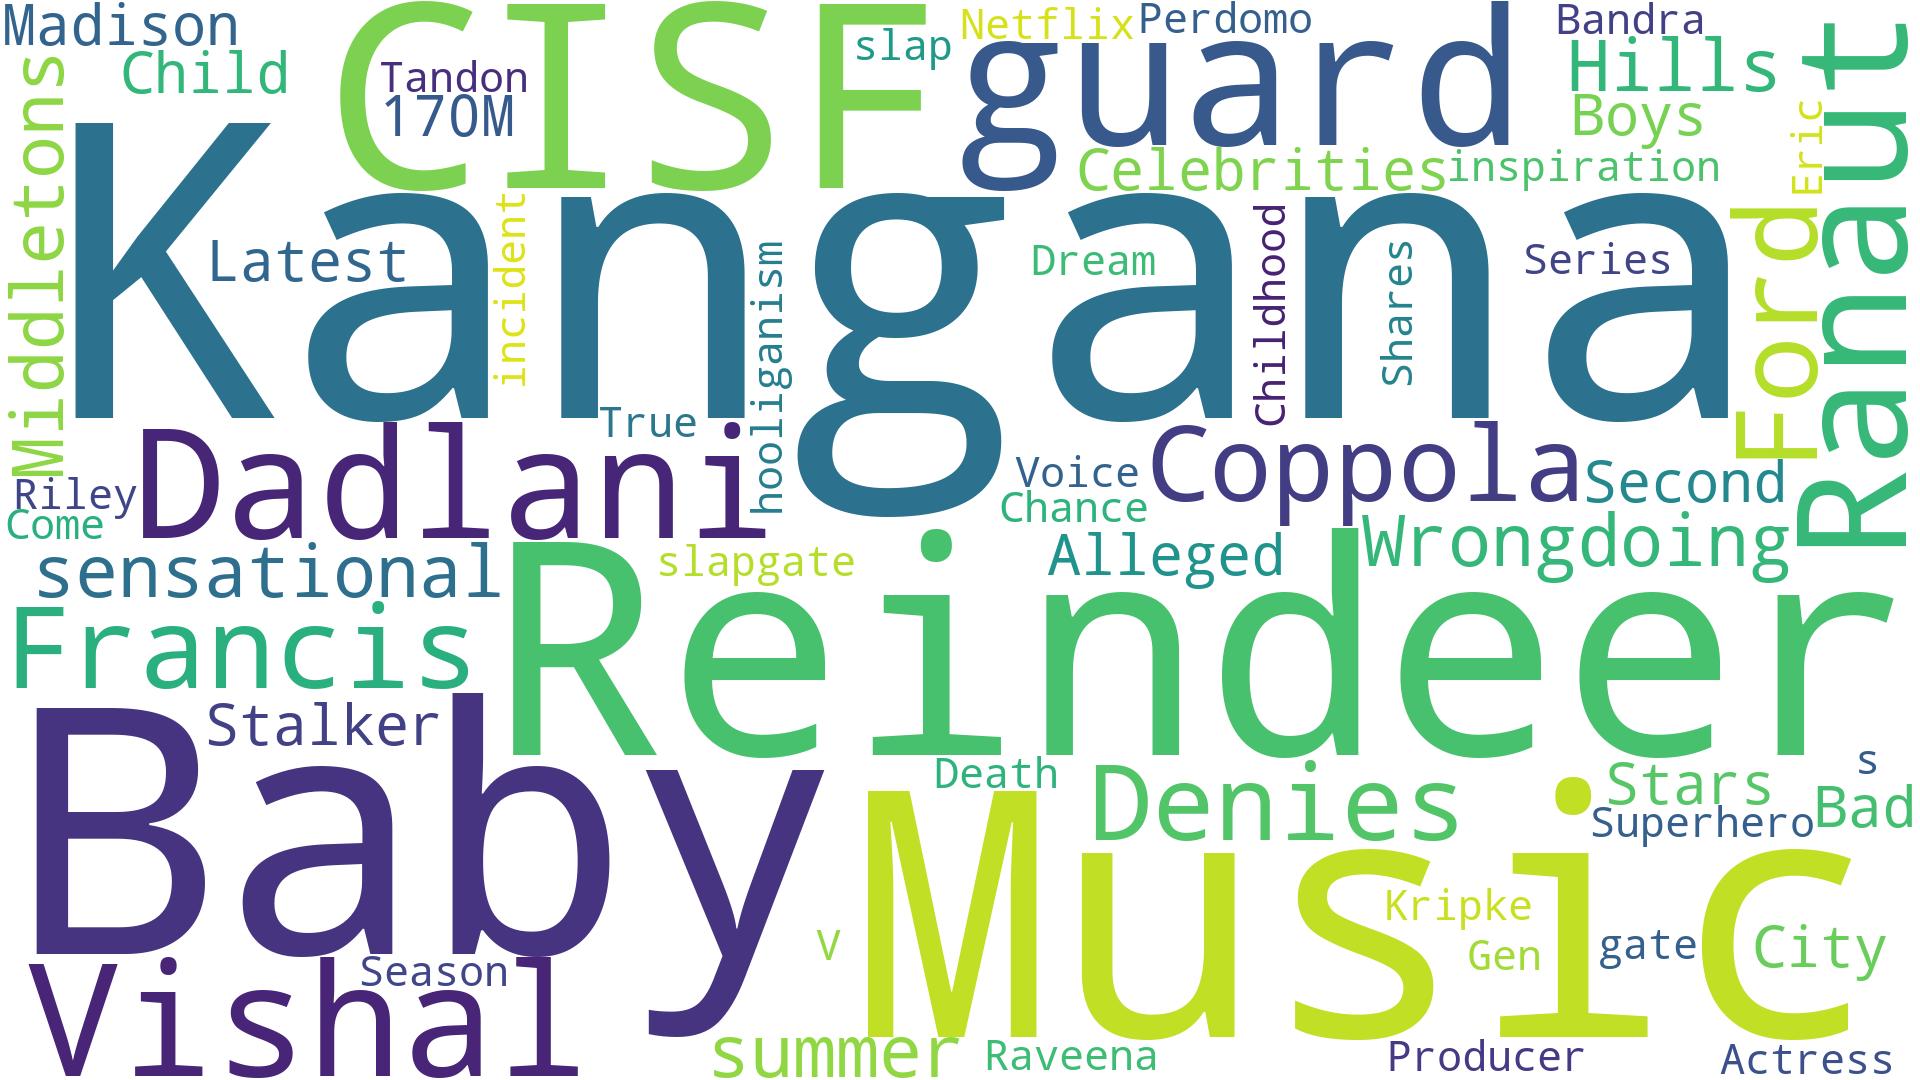 Madison
CISF
slap
Netflix
Perdomo
Bandra
Child
Tandon
170M
guard
Hills
Boys
Ranaut
Middletons
Celebrities
inspiration
Eric
Kangana
Latest
incident
hooliganism
Dream
Childhood
Shares
Series
Ford
True
Dadlani
Voice
Coppola
Second
Riley
Come
Chance
sensational
slapgate
Alleged
Wrongdoing
Francis
Reindeer
Baby
Stalker
Death
Denies
Stars
s
Superhero
Bad
Music
Kripke
V
Gen
gate
City
Vishal
Season
summer
Raveena
Producer
Actress